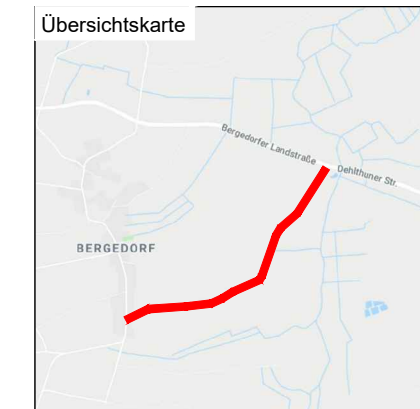 Übersichtskarte
Bergedorfer Landstraße
Dehlthuner Str.
BERGEDORF